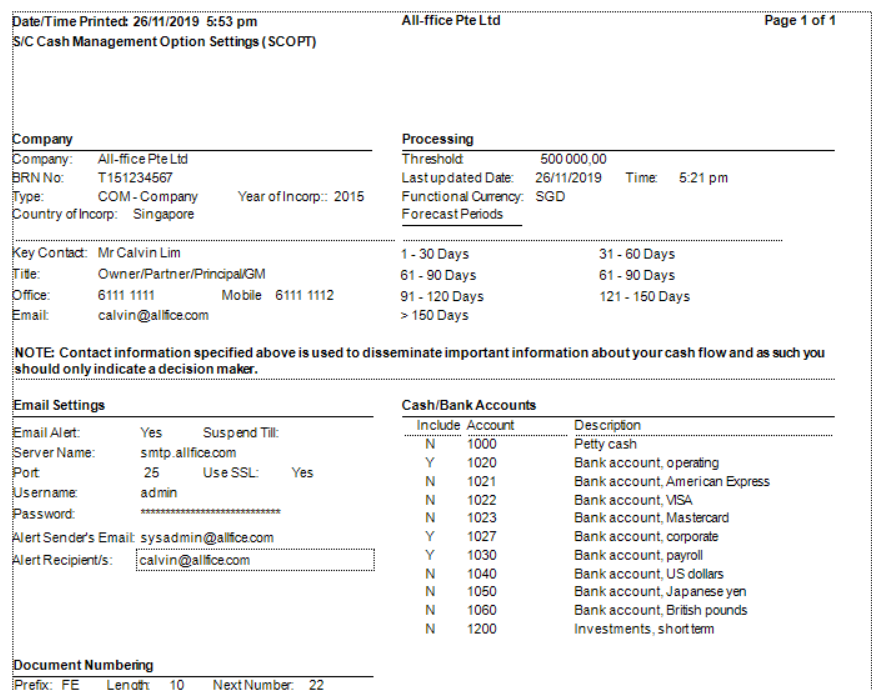 Date/Time Printed: 26/11/2019 5:53 pm All-ffice Pte Ltd Page 1 of 1
S/C Cash Management Option Settings (SCOPT)
Company Processing
Company: All-ffice Pte Ltd Threshold: 500 000,00
BRN No: T151234567 Last updated Date: 26/11/2019 Time: 5:21 pm
Type: COM - Company Year of Incorp:: 2015 Functional Currency: SGD
Country of Incorp: Singapore Forecast Periods
Key Contact: Mr Calvin Lim 1 - 30 Days 31 - 60 Days
Title: Owner/Partner/Principal/GM 61 - 90 Days 61 - 90 Days
Office: 6111 1111 Mobile 6111 1112 91 - 120 Days 121 - 150 Days
Email: calvin@allfice.com > 150 Days
NOTE: Contact information specified above is used to disseminate important information about your cash flow and as such you
should only indicate a decision maker.
Email Settings Cash/Bank Accounts
Include Account Description
Email Alert: Yes Suspend Till: N 1000 Petty cash
Server Name: smtp.allfice.com Y 1020 Bank account, operating
Port: 25 Use SSL: Yes N 1021 Bank account, American Express
Username: admin N 1022 Bank account, VISA
Password: **************************** N 1023 Bank account, Mastercard
Alert Sender's Email: sysadmin@allfice.com Y 1027 Bank account, corporate
Alert Recipient/s: calvin@allfice.com Y 1030 Bank account, payroll
N 1040 Bank account, US dollars
N 1050 Bank account, Japanese yen
N 1060 Bank account, British pounds
N 1200 Investments, short term
Document Numbering
Prefix: FE Length: 10 Next Number: 22